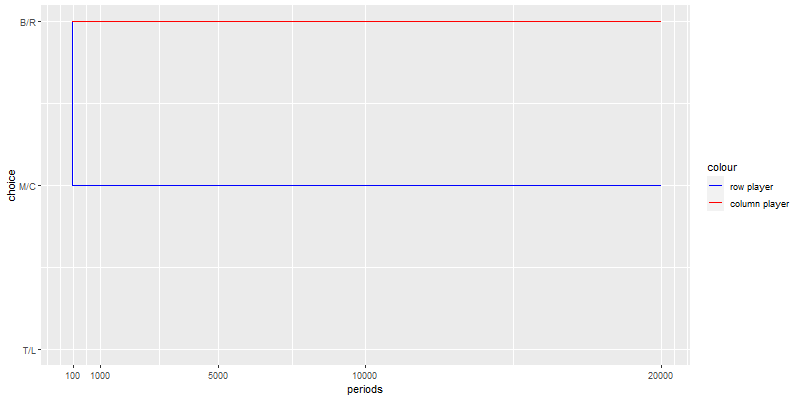 B/R
M/C
T/L
choice
100 1000 5000 10000 20000
periods
colour
row player
column player